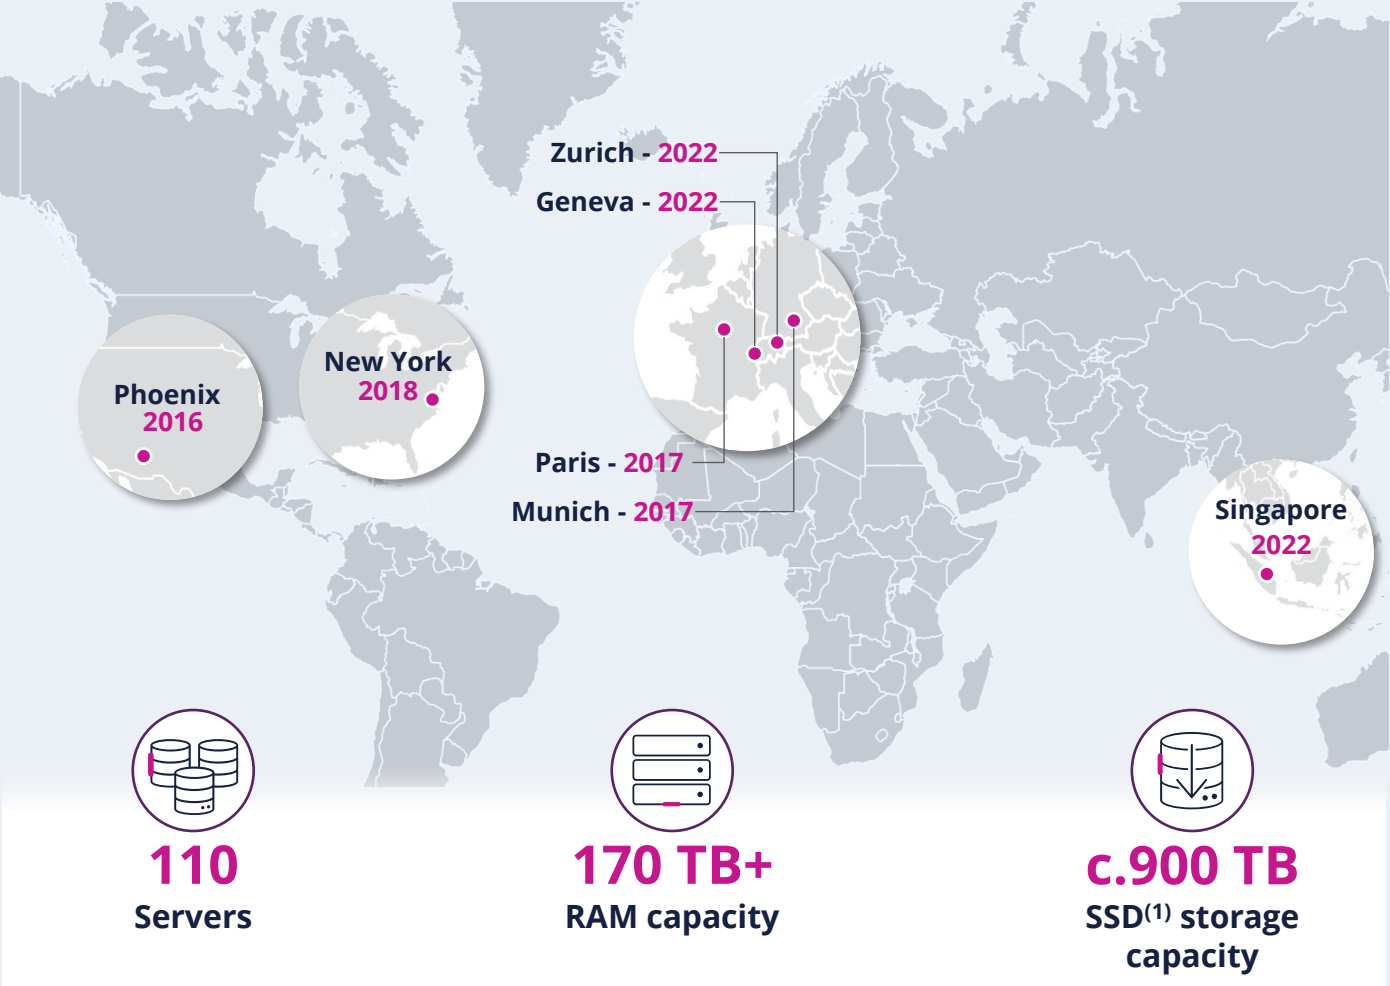 Zurich - 2022
Geneva - 2022
New York
2018
Phoenix
2016
Paris - 2017
Munich - 2017
Singapore
2022
110
Servers
170 TB+
RAM capacity
c.900 TB
SSD(1) storage
capacity